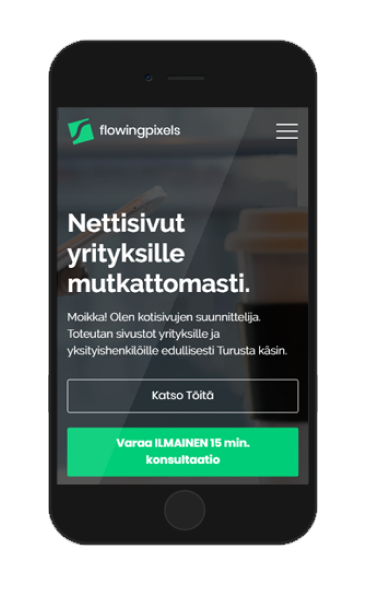 flowingpixels
Nettisivut
yrityksille
mutkattomasti.
Moikka! Olen kotisivujen suunnittelija.
Toteutan sivustot yrityksille ja
yksityishenkilöille edullisesti Turusta käsin.
Katso Töitä
Varaa ILMAINEN 15 min.
konsultaatio